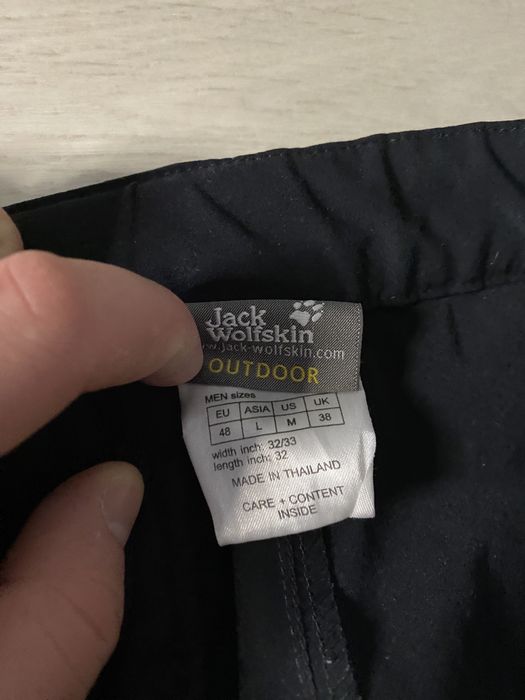 Jack
Wolfskin
w.jack-wolfskin.com
OUTDOOR
MEN sizes
EU ASIA US UK
48 L M 38
width inch: 32/33
length inch: 32
MADE IN THAILAND
CARE + CONTENT
INSIDE